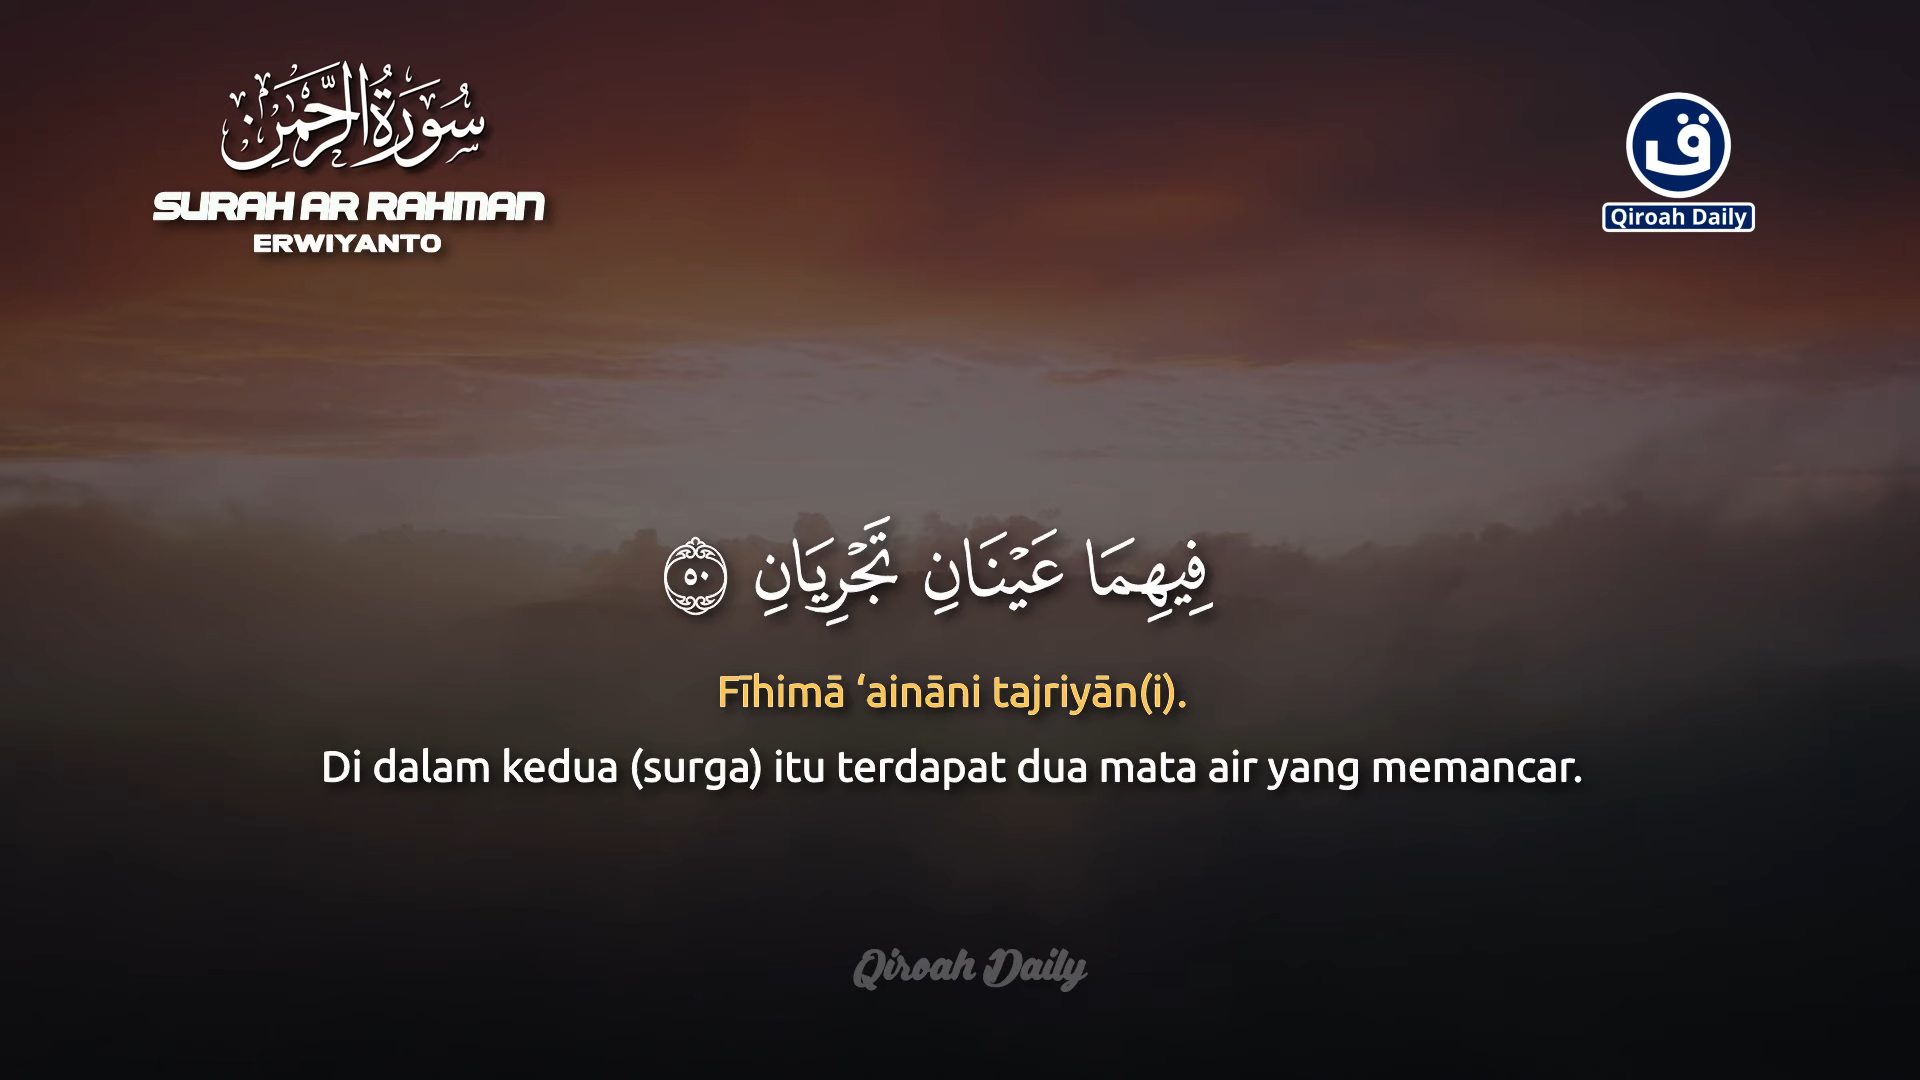 سُورَةُ الرَّحْمٰنِ
SURAH AR RAHMAN
ERWIYANTO
ق
Qiroah Daily
فِيهِمَا عَيْنَانِ تَجْرِيَانِ ٥٠
Fīhimā ‘aināni tajriyān(i).
Di dalam kedua (surga) itu terdapat dua mata air yang memancar.
Qiroah Daily